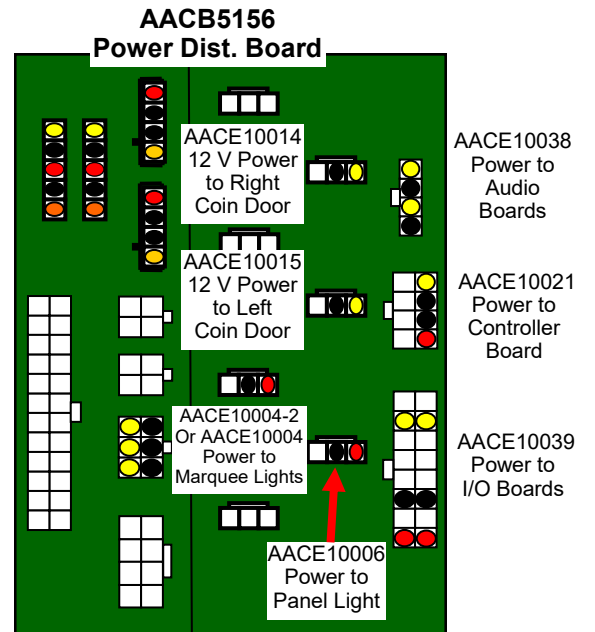 AACB5156
Power Dist. Board
AACE10014
12 V Power
to Right
Coin Door
AACE10038
Power to
Audio
Boards
AACE10015
12 V Power
to Left
Coin Door
AACE10021
Power to
Controller
Board
AACE10004-2
Or AACE10004
Power to
Marquee Lights
AACE10039
Power to
I/O Boards
AACE10006
Power to
Panel Light